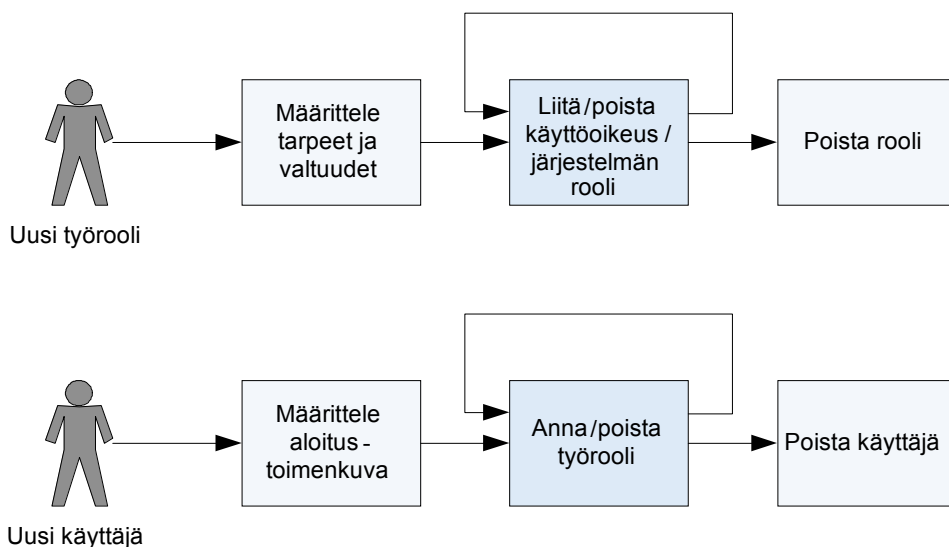 Määrittele
tarpeet ja
valtuudet
Liitä/poista
käyttöoikeus /
järjestelmän
rooli
Poista rooli
Uusi työrooli
Määrittele
aloitus -
toimenkuva
Anna/poista
työrooli
Poista käyttäjä
Uusi käyttäjä